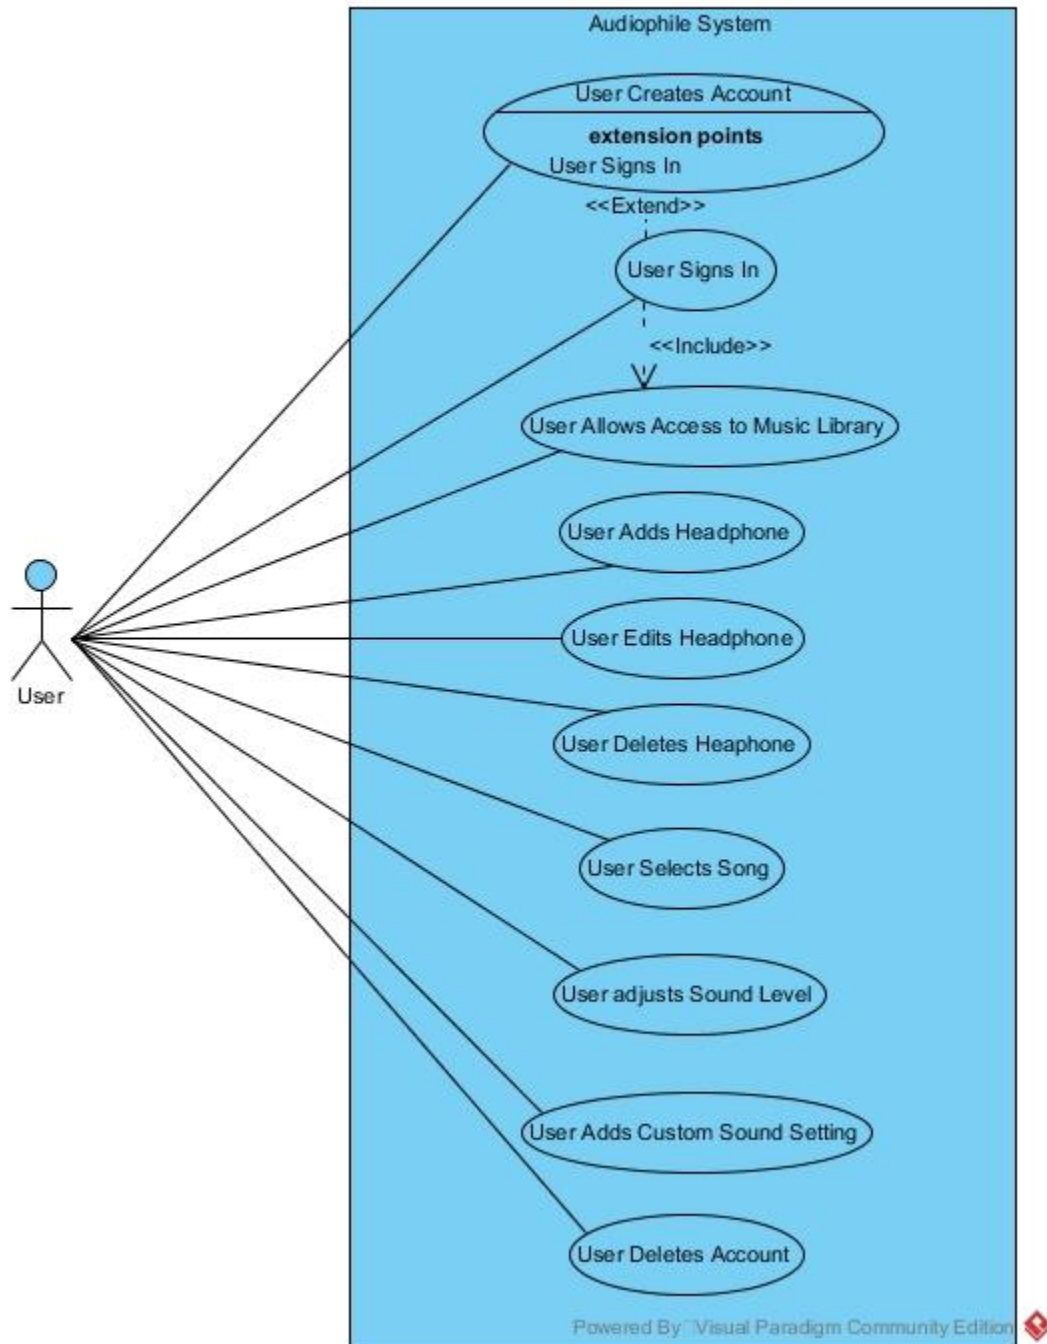 Audiophile System
User Creates Account
extension points
User Signs In
<<Extend>>
User Signs In
<<Include>>
User Allows Access to Music Library
User Adds Headphone
User Edits Headphone
User
User Deletes Heaphone
User Selects Song
User adjusts Sound Level
User Adds Custom Sound Setting
User Deletes Account
Powered By Visual Paradigm Community Edition